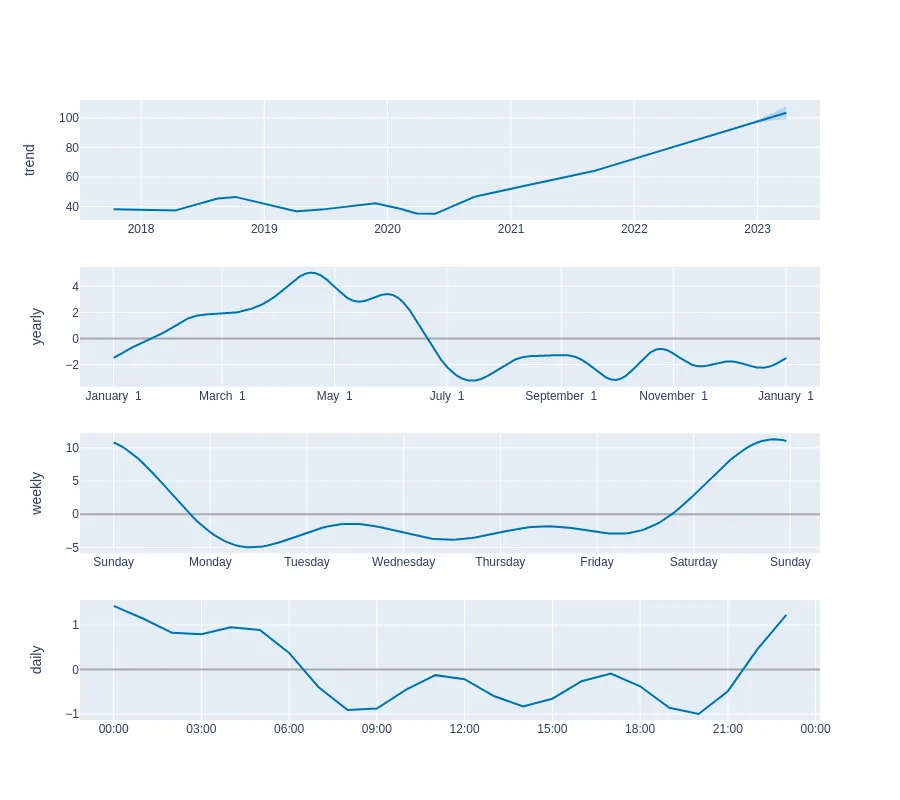 trend
100
80
60
40
2018 2019 2020 2021 2022 2023
yearly
4
2
0
−2
January 1 March 1 May 1 July 1 September 1 November 1 January 1
weekly
10
5
0
−5
Sunday Monday Tuesday Wednesday Thursday Friday Saturday Sunday
daily
1
0
−1
00:00 03:00 06:00 09:00 12:00 15:00 18:00 21:00 00:00